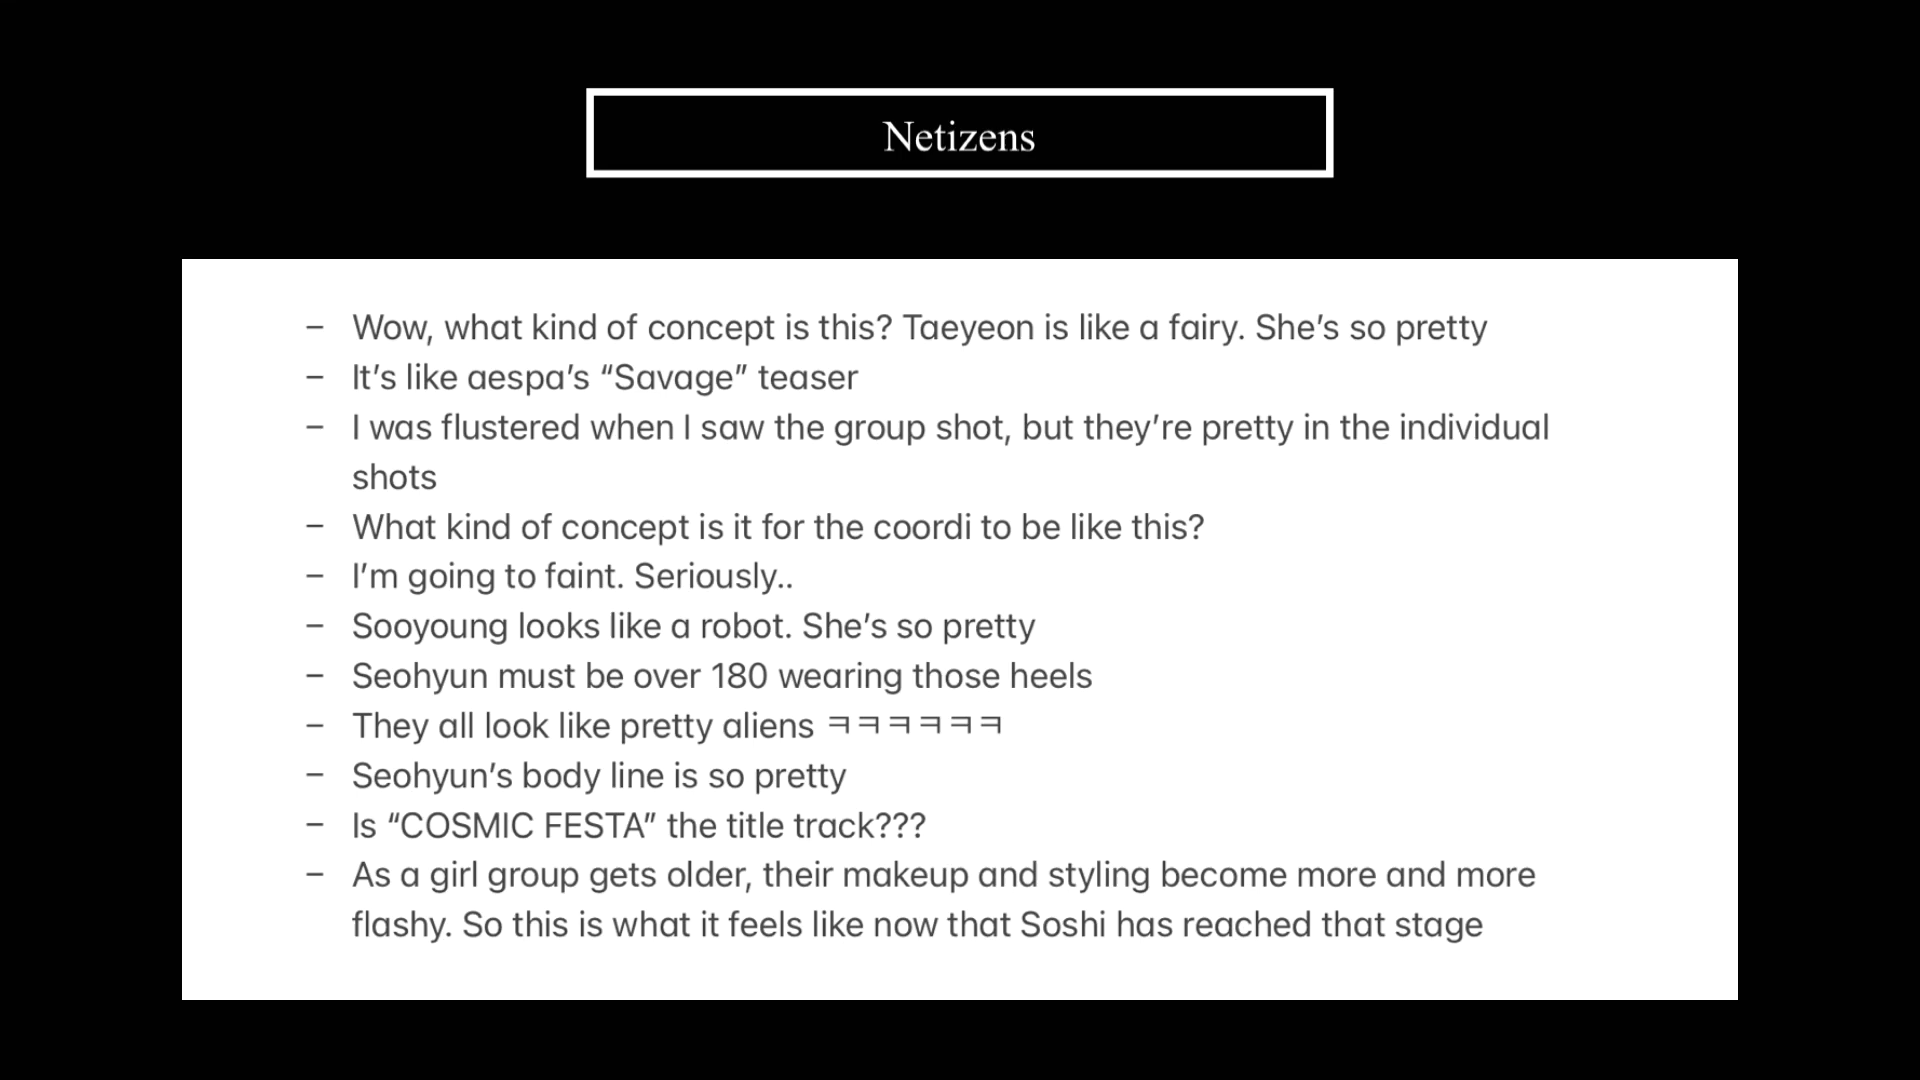 Netizens
– Wow, what kind of concept is this? Taeyeon is like a fairy. She’s so pretty
– It’s like aespa’s “Savage” teaser
– I was flustered when I saw the group shot, but they’re pretty in the individual
shots
– What kind of concept is it for the coordi to be like this?
– I’m going to faint. Seriously..
– Sooyoung looks like a robot. She’s so pretty
– Seohyun must be over 180 wearing those heels
– They all look like pretty aliens ㅋㅋㅋㅋㅋㅋ
– Seohyun’s body line is so pretty
– Is “COSMIC FESTA” the title track???
– As a girl group gets older, their makeup and styling become more and more
flashy. So this is what it feels like now that Soshi has reached that stage